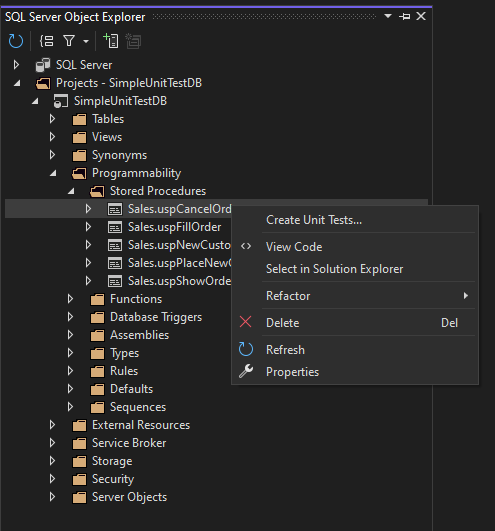 SQL Server Object Explorer
SQL Server
Projects - SimpleUnitTestDB
SimpleUnitTestDB
Tables
Views
Synonyms
Programmability
Stored Procedures
Sales.uspCancelOrd
Sales.uspFillOrder
Sales.uspNewCusto
Sales.uspPlaceNewO
Sales.uspShowOrde
Functions
Database Triggers
Assemblies
Types
Rules
Defaults
Sequences
External Resources
Service Broker
Storage
Security
Server Objects
Create Unit Tests...
View Code
Select in Solution Explorer
Refactor
Delete Del
Refresh
Properties